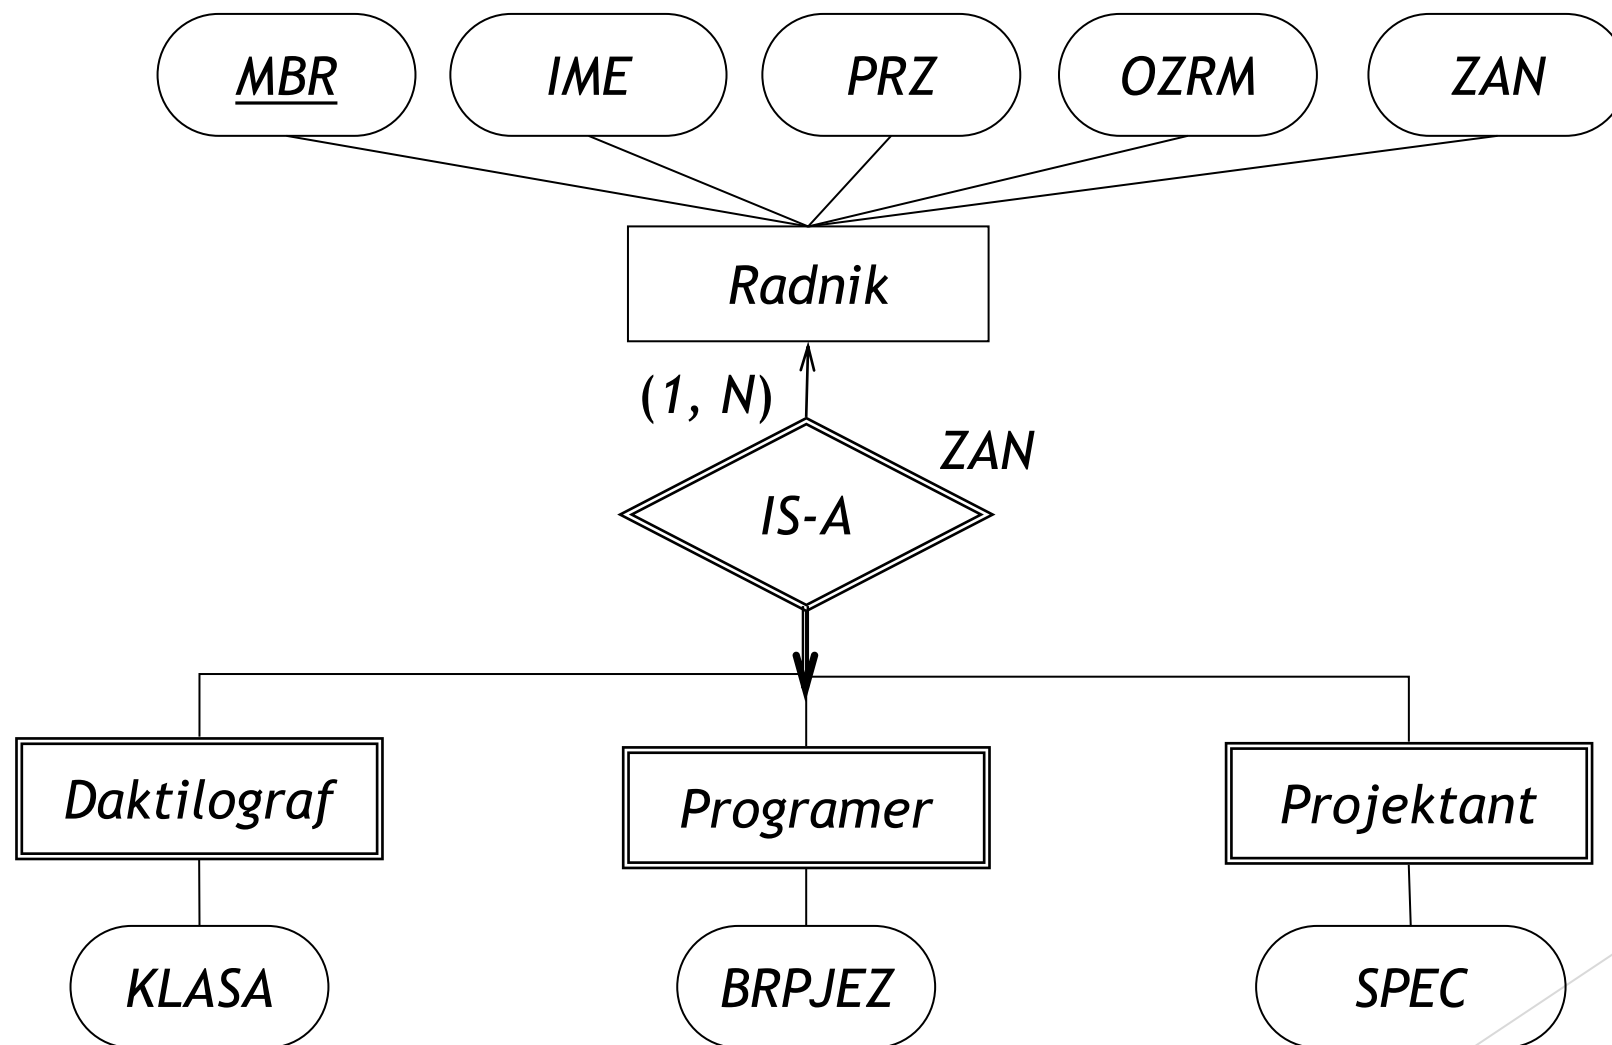 MBR
IME
PRZ
OZRM
ZAN
Radnik
(1, N)
ZAN
IS-A
Daktilograf
Programer
Projektant
KLASA
BRPJEZ
SPEC